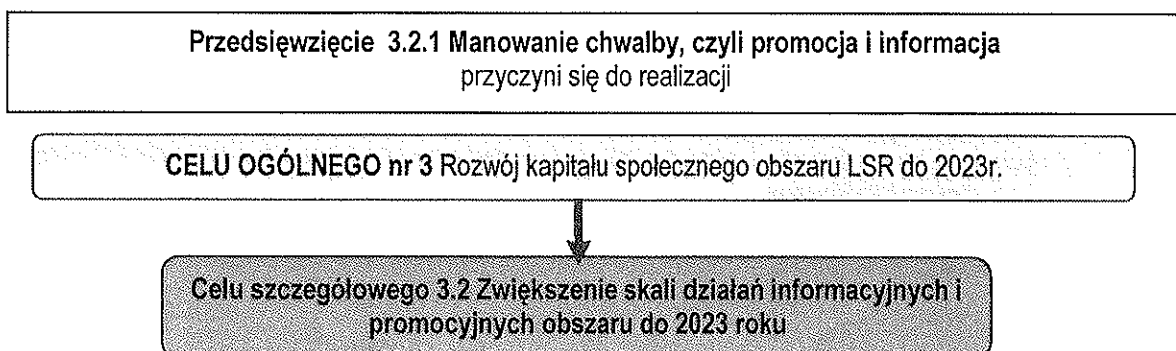 Przedsięwzięcie 3.2.1 Manowanie chwalby, czyli promocja i informacja
przyczyni się do realizacji
CELU OGÓLNEGO nr 3 Rozwój kapitału społecznego obszaru LSR do 2023r.
Celu szczegółowego 3.2 Zwiększenie skali działań informacyjnych i
promocyjnych obszaru do 2023 roku